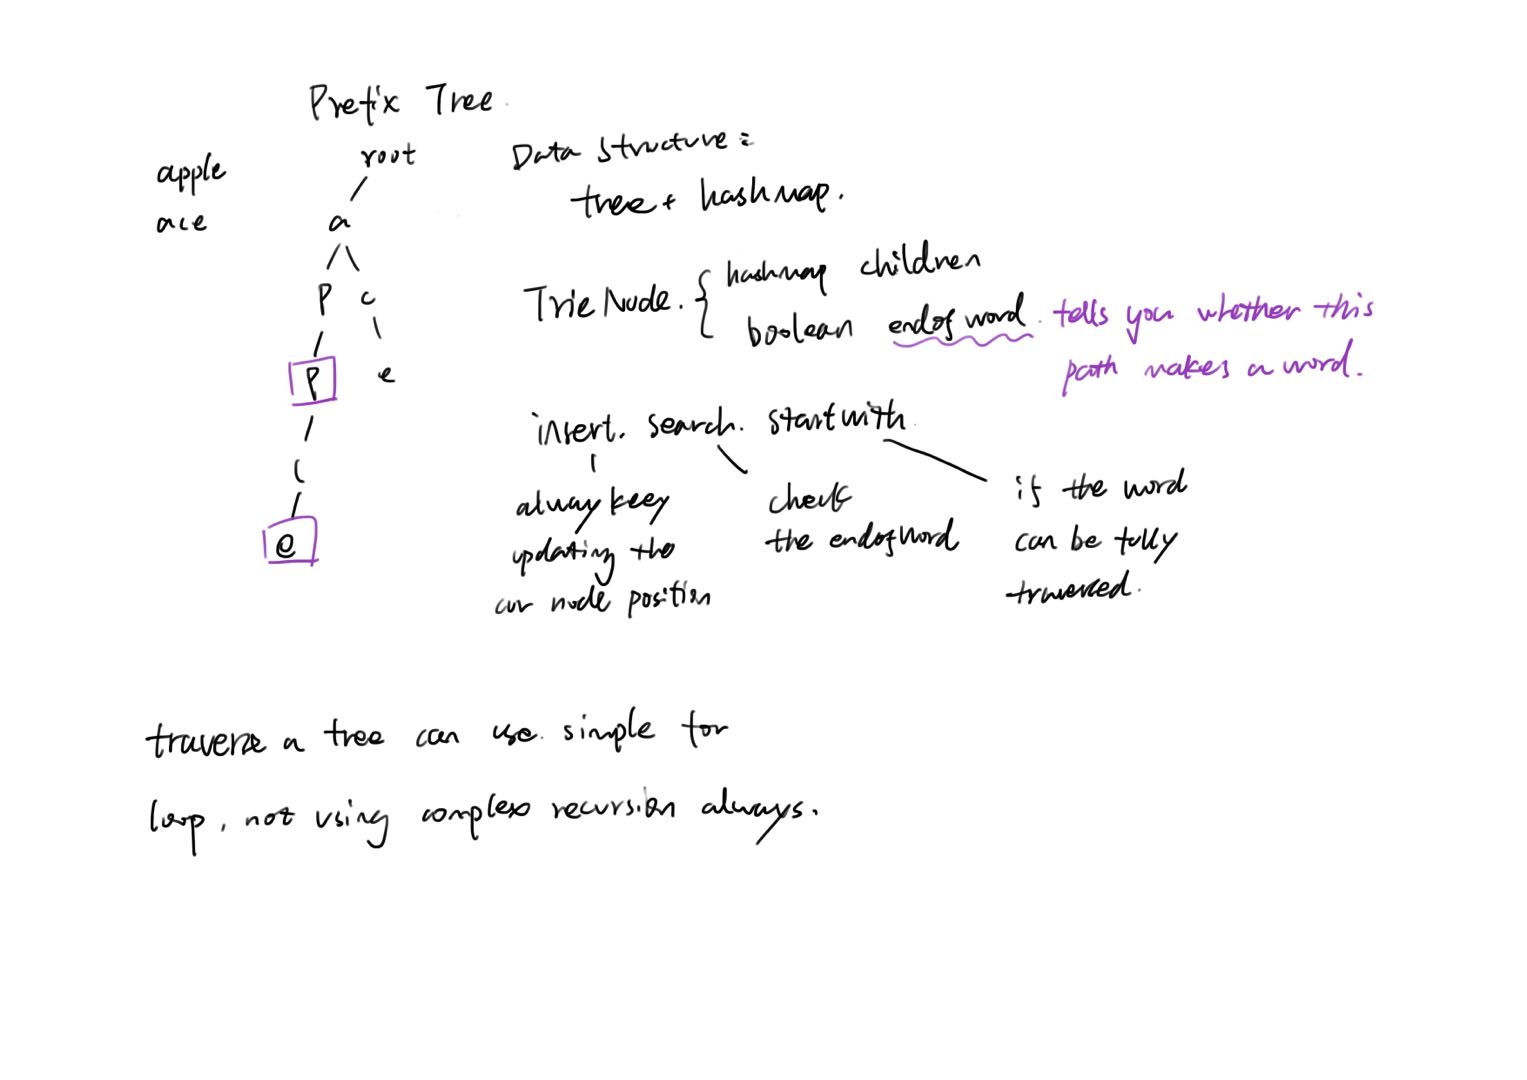 Prefix Tree.
apple
ace
root
a
p c
p e
l
e
Data structure:
tree + hashmap.
TrieNode. { hashmap children
boolean endofword. tells you whether this
path makes a word.
insert. search. startwith.
alway keey
updating the
cur node position
check
the endofword
if the word
can be fully
traversed.
traverse a tree can use simple for
loop, not using complex recursion always.